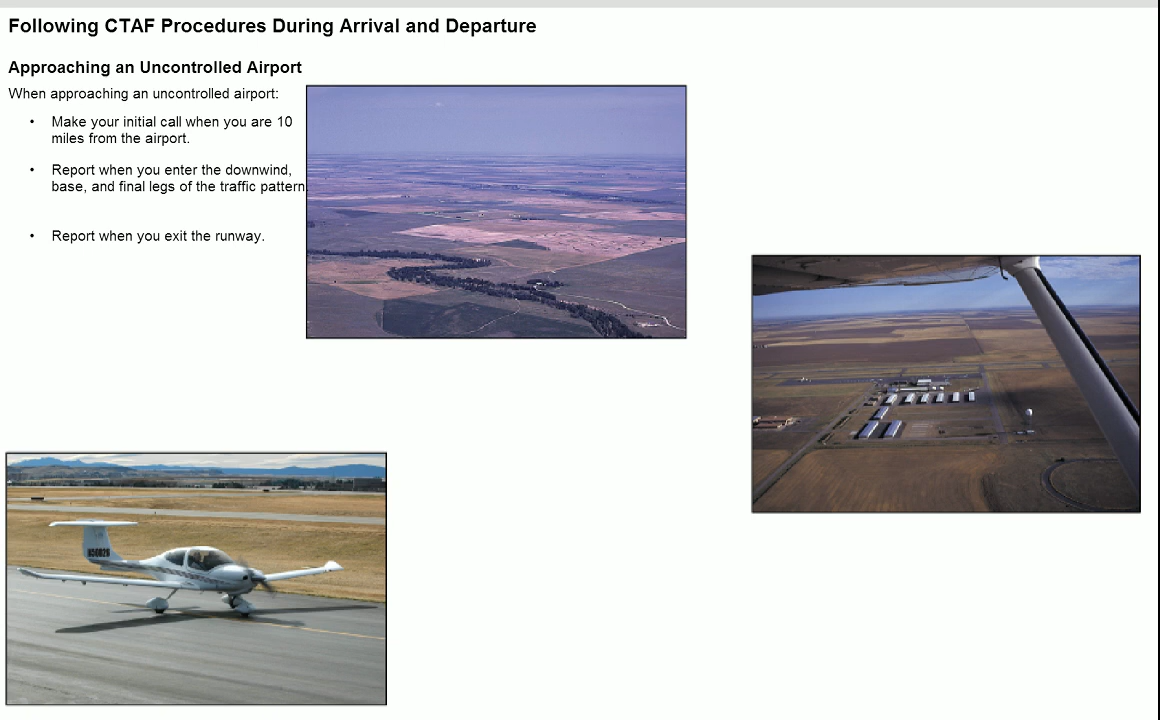 Following CTAF Procedures During Arrival and Departure
Approaching an Uncontrolled Airport
When approaching an uncontrolled airport:
• Make your initial call when you are 10
miles from the airport.
• Report when you enter the downwind,
base, and final legs of the traffic pattern.
• Report when you exit the runway.